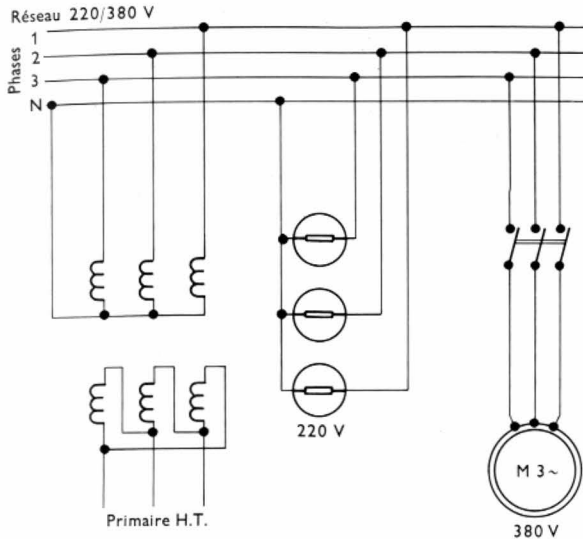 Réseau 220/380 V
Phases
1
2
3
N
220 V
M 3~
380 V
Primaire H.T.